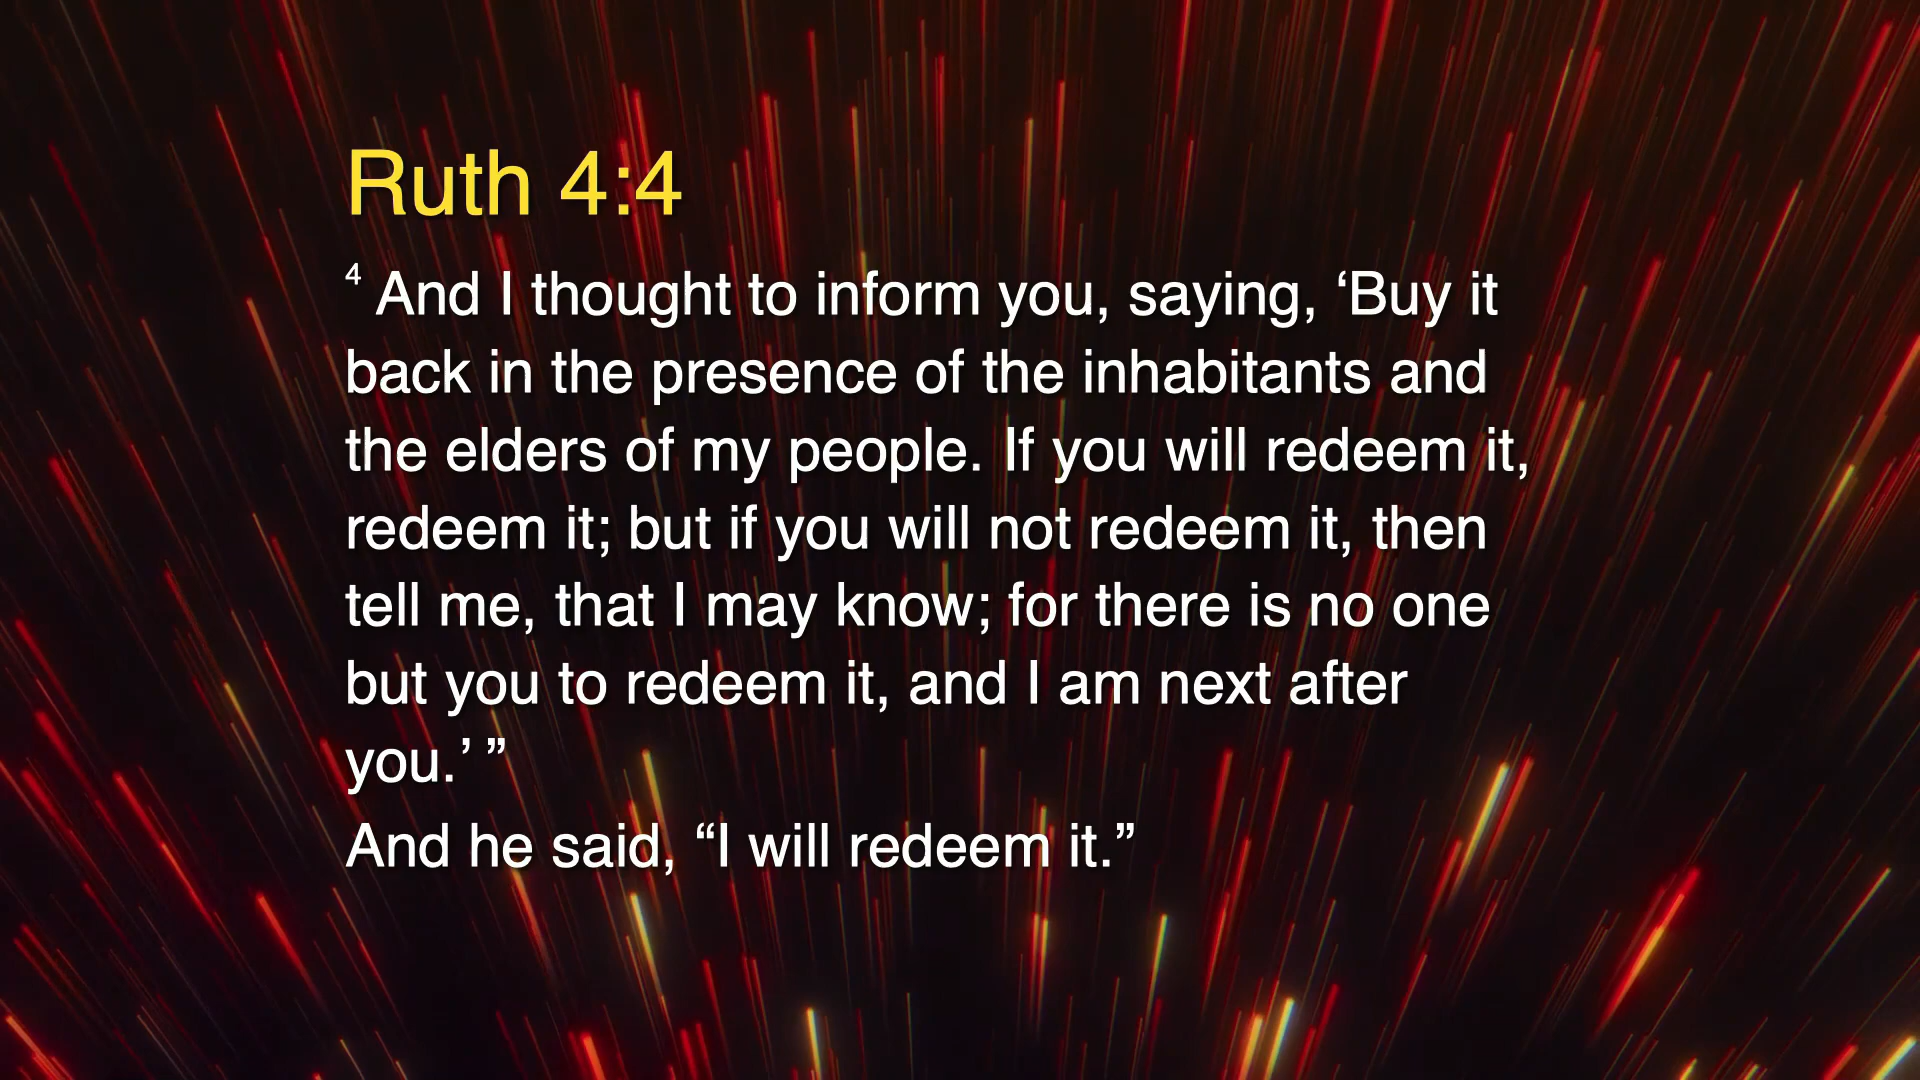 Ruth 4:4
4 And I thought to inform you, saying, ‘Buy it
back in the presence of the inhabitants and
the elders of my people. If you will redeem it,
redeem it; but if you will not redeem it, then
tell me, that I may know; for there is no one
but you to redeem it, and I am next after
you.’ ”
And he said, “I will redeem it.”